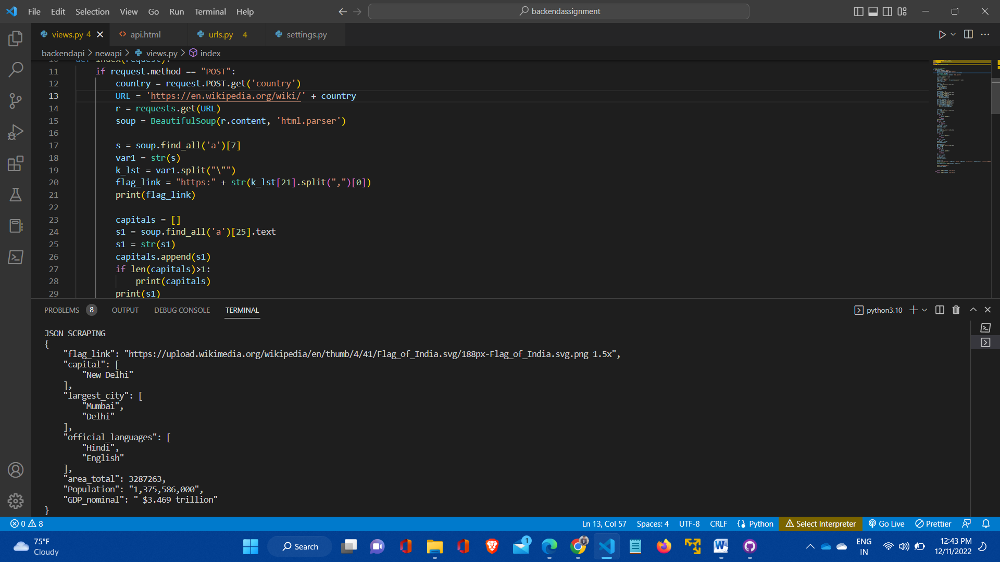 File Edit Selection View Go Run Terminal Help
backendassignment
views.py 4
api.html
urls.py 4
settings.py
backendapi > newapi > views.py > index
10 def index(request):
11 if request.method == "POST":
12 country = request.POST.get('country')
13 URL = 'https://en.wikipedia.org/wiki/' + country
14 r = requests.get(URL)
15 soup = BeautifulSoup(r.content, 'html.parser')
16
17 s = soup.find_all('a')[7]
18 var1 = str(s)
19 k_lst = var1.split("\"")
20 flag_link = "https:" + str(k_lst[21].split(",")[0])
21 print(flag_link)
22
23 capitals = []
24 s1 = soup.find_all('a')[25].text
25 s1 = str(s1)
26 capitals.append(s1)
27 if len(capitals)>1:
28 print(capitals)
29 print(s1)
PROBLEMS 8 OUTPUT DEBUG CONSOLE TERMINAL
python3.10
JSON SCRAPING
{
"flag_link": "https://upload.wikimedia.org/wikipedia/en/thumb/4/41/Flag_of_India.svg/188px-Flag_of_India.svg.png 1.5x",
"capital": [
"New Delhi"
],
"largest_city": [
"Mumbai",
"Delhi"
],
"official_languages": [
"Hindi",
"English"
],
"area_total": 3287263,
"Population": "1,375,586,000",
"GDP_nominal": " $3.469 trillion"
}
0 8
Ln 13, Col 57 Spaces: 4 UTF-8 CRLF Python Select Interpreter Go Live Prettier
75°F
Cloudy
Search
1
ENG
IN
12:43 PM
12/11/2022